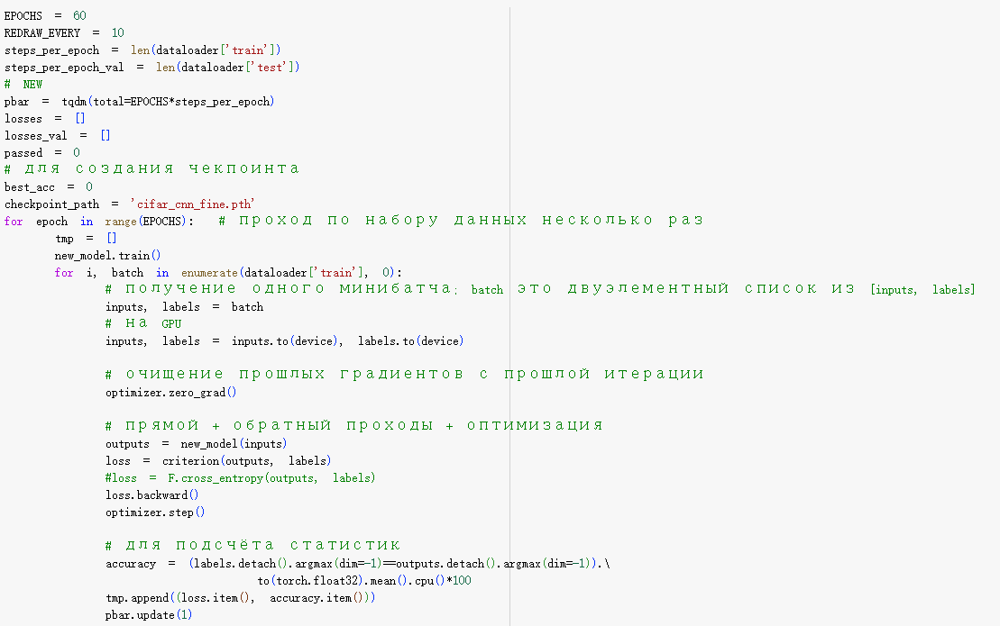 EPOCHS = 60
REDRAW_EVERY = 10
steps_per_epoch = len(dataloader['train'])
steps_per_epoch_val = len(dataloader['test'])
# NEW
pbar = tqdm(total=EPOCHS*steps_per_epoch)
losses = []
losses_val = []
passed = 0
# для создания чекпоинта
best_acc = 0
checkpoint_path = 'cifar_cnn_fine.pth'
for epoch in range(EPOCHS):  # проход по набору данных несколько раз
    tmp = []
    new_model.train()
    for i, batch in enumerate(dataloader['train'], 0):
        # получение одного минибатча; batch это двуэлементный список из [inputs, labels]
        inputs, labels = batch
        # на GPU
        inputs, labels = inputs.to(device), labels.to(device)

        # очищение прошлых градиентов с прошлой итерации
        optimizer.zero_grad()

        # прямой + обратный проходы + оптимизация
        outputs = new_model(inputs)
        loss = criterion(outputs, labels)
        #loss = F.cross_entropy(outputs, labels)
        loss.backward()
        optimizer.step()

        # для подсчёта статистик
        accuracy = (labels.detach().argmax(dim=-1)==outputs.detach().argmax(dim=-1)).\
                    to(torch.float32).mean().cpu()*100
        tmp.append((loss.item(), accuracy.item()))
        pbar.update(1)